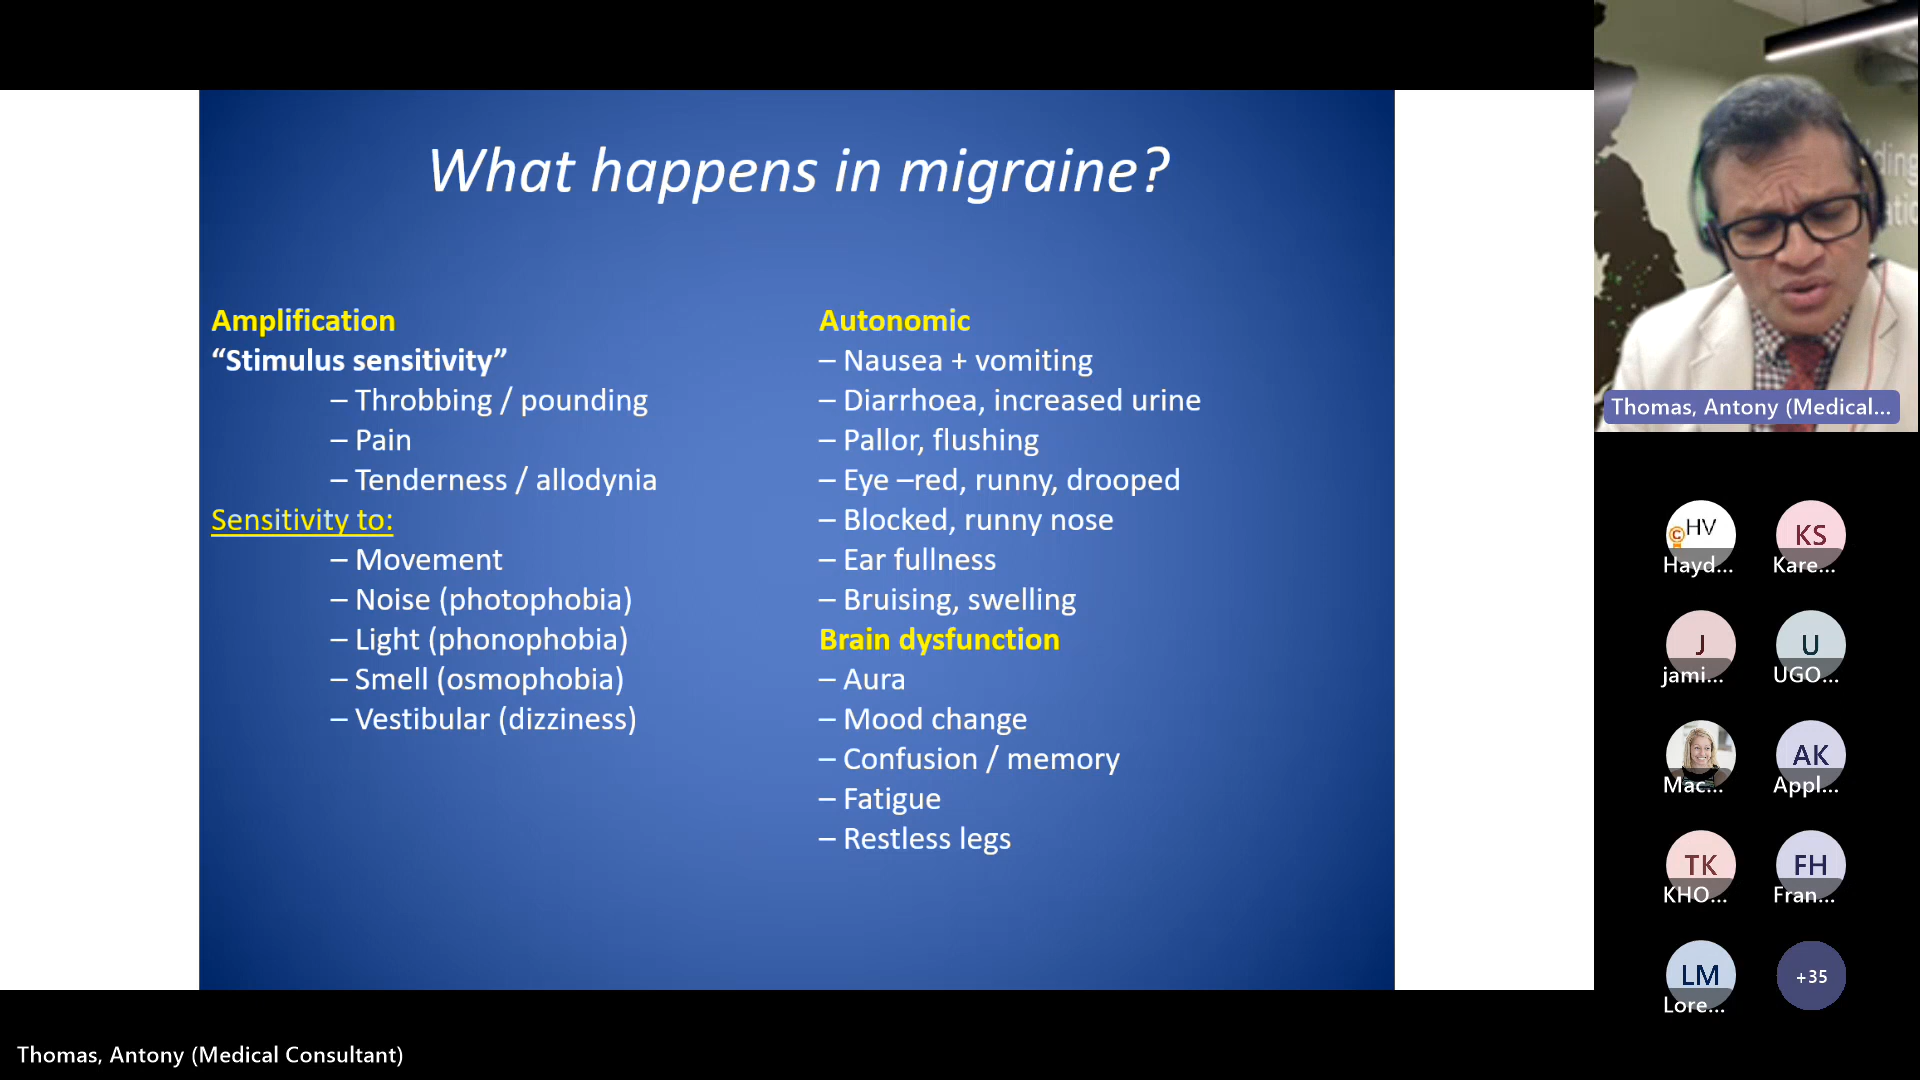 What happens in migraine?
Amplification
“Stimulus sensitivity”
– Throbbing / pounding
– Pain
– Tenderness / allodynia
Sensitivity to:
– Movement
– Noise (photophobia)
– Light (phonophobia)
– Smell (osmophobia)
– Vestibular (dizziness)
Autonomic
– Nausea + vomiting
– Diarrhoea, increased urine
– Pallor, flushing
– Eye –red, runny, drooped
– Blocked, runny nose
– Ear fullness
– Bruising, swelling
Brain dysfunction
– Aura
– Mood change
– Confusion / memory
– Fatigue
– Restless legs
Thomas, Antony (Medical...
HV
Hayd...
KS
Kare...
J
jami...
U
UGO...
Mac...
AK
Appl...
TK
KHO...
FH
Fran...
LM
Lore...
+35
Thomas, Antony (Medical Consultant)